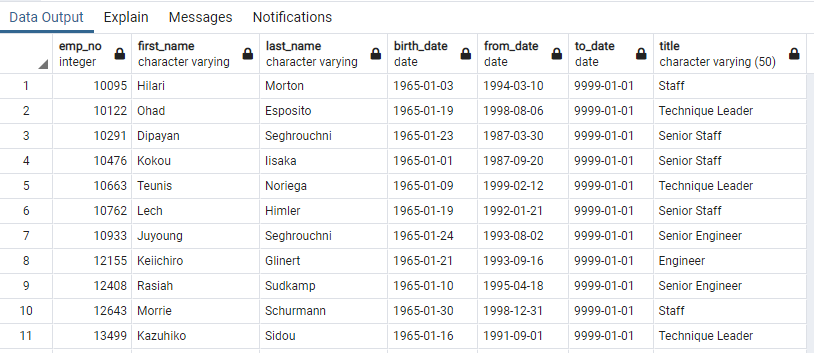 Data Output Explain Messages Notifications
emp_no first_name last_name birth_date from_date to_date title
integer character varying character varying date date date character varying (50)
1 10095 Hilari Morton 1965-01-03 1994-03-10 9999-01-01 Staff
2 10122 Ohad Esposito 1965-01-19 1998-08-06 9999-01-01 Technique Leader
3 10291 Dipayan Seghrouchni 1965-01-23 1987-03-30 9999-01-01 Senior Staff
4 10476 Kokou Iisaka 1965-01-01 1987-09-20 9999-01-01 Senior Staff
5 10663 Teunis Noriega 1965-01-09 1999-02-12 9999-01-01 Technique Leader
6 10762 Lech Himler 1965-01-19 1992-01-21 9999-01-01 Senior Staff
7 10933 Juyoung Seghrouchni 1965-01-24 1993-08-02 9999-01-01 Senior Engineer
8 12155 Keiichiro Glinert 1965-01-21 1993-09-16 9999-01-01 Engineer
9 12408 Rasiah Sudkamp 1965-01-10 1995-04-18 9999-01-01 Senior Engineer
10 12643 Morrie Schurmann 1965-01-30 1998-12-31 9999-01-01 Staff
11 13499 Kazuhiko Sidou 1965-01-16 1991-09-01 9999-01-01 Technique Leader